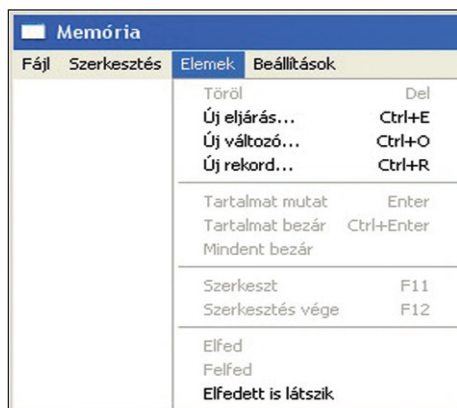 Memória
Fájl Szerkesztés Elemek Beállítások
Töröl Del
Új eljárás... Ctrl+E
Új változó... Ctrl+O
Új rekord... Ctrl+R
Tartalmat mutat Enter
Tartalmat bezár Ctrl+Enter
Mindent bezár
Szerkeszt F11
Szerkesztés vége F12
Elfed
Felfed
Elfedett is látszik